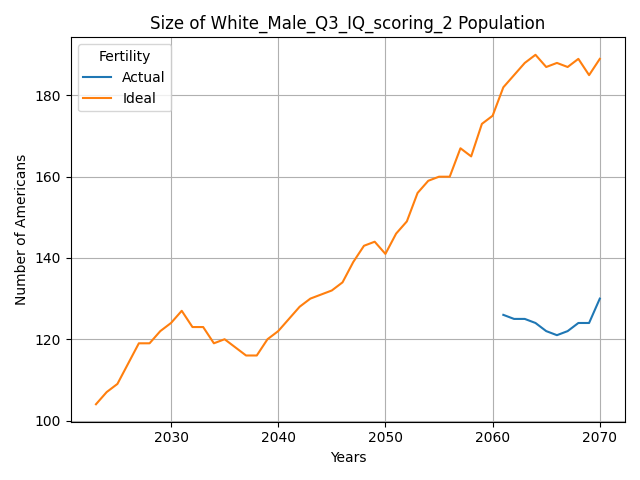 Size of White_Male_Q3_IQ_scoring_2 Population
Fertility
Actual
Ideal
Number of Americans
180
160
140
120
100
2030 2040 2050 2060 2070
Years